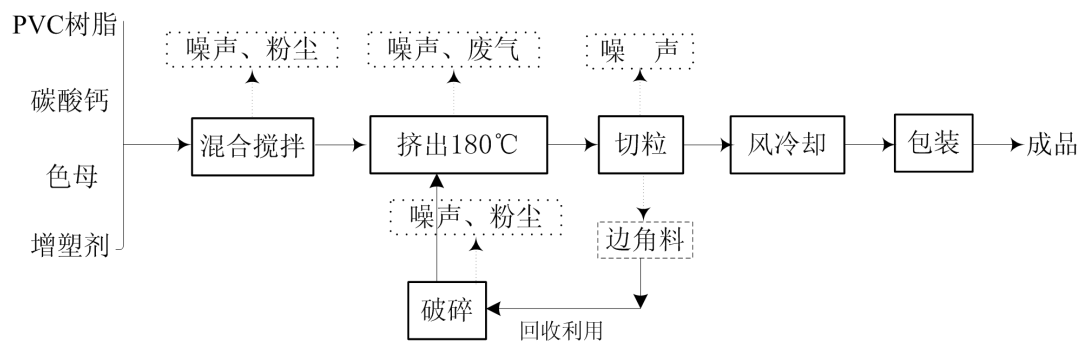 PVC树脂
碳酸钙
色母
增塑剂
噪声、粉尘
噪声、废气
噪 声
混合搅拌
挤出180℃
切粒
风冷却
包装
成品
噪声、粉尘
边角料
破碎
回收利用